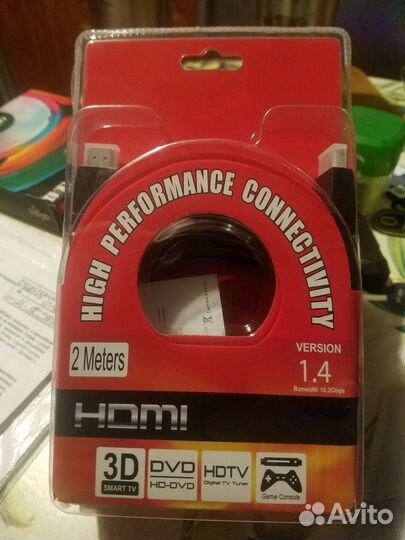 HIGH PERFORMANCE CONNECTIVITY
2 Meters
VERSION
1.4
Banwidth 10.2Gbps
HDMI
3D
SMART TV
DVD
HD-DVD
HDTV
Digital TV Tuner
Game Console
Avito